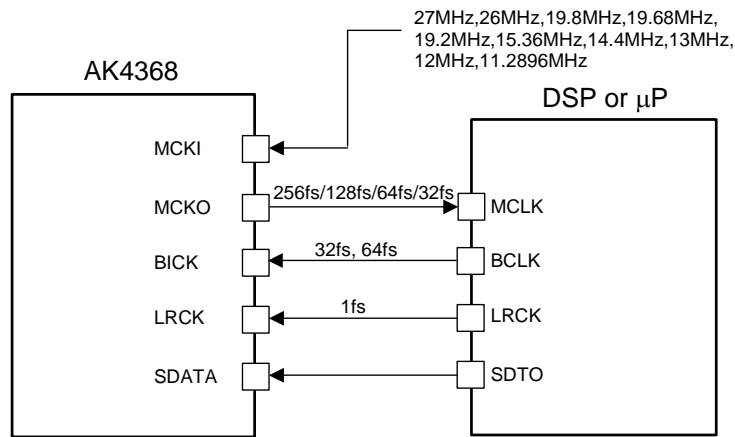 27MHz,26MHz,19.8MHz,19.68MHz,
19.2MHz,15.36MHz,14.4MHz,13MHz,
12MHz,11.2896MHz
AK4368
DSP or μP
MCKI
MCKO
256fs/128fs/64fs/32fs
MCLK
BICK
32fs, 64fs
BCLK
LRCK
1fs
LRCK
SDATA
SDTO